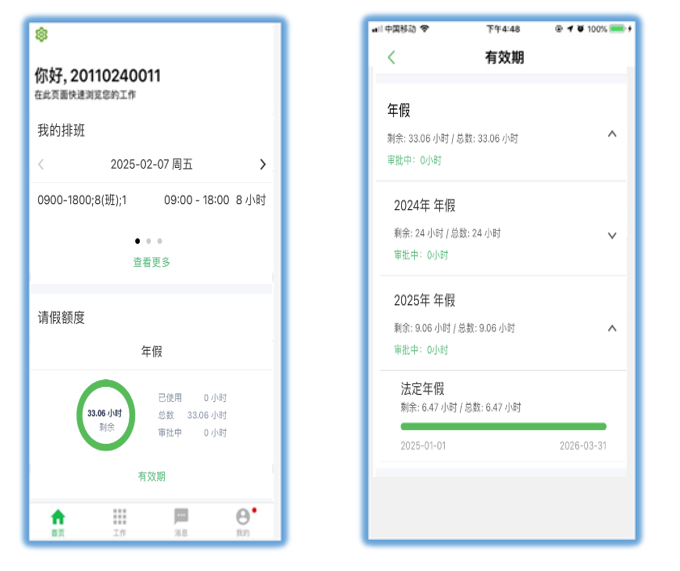 你好, 20110240011
在此页面快速浏览您的工作
我的排班
2025-02-07 周五
0900-1800;8(班);1 09:00 - 18:00 8 小时
查看更多
请假额度
年假
33.06 小时
剩余
已使用 0 小时
总数 33.06 小时
审批中 0 小时
有效期
首页 工作 消息 我的
中国移动 下午4:48 100%
有效期
年假
剩余: 33.06 小时 / 总数: 33.06 小时
审批中: 0小时
2024年 年假
剩余: 24 小时 / 总数: 24 小时
审批中: 0小时
2025年 年假
剩余: 9.06 小时 / 总数: 9.06 小时
审批中: 0小时
法定年假
剩余: 6.47 小时 / 总数: 6.47 小时
2025-01-01 2026-03-31